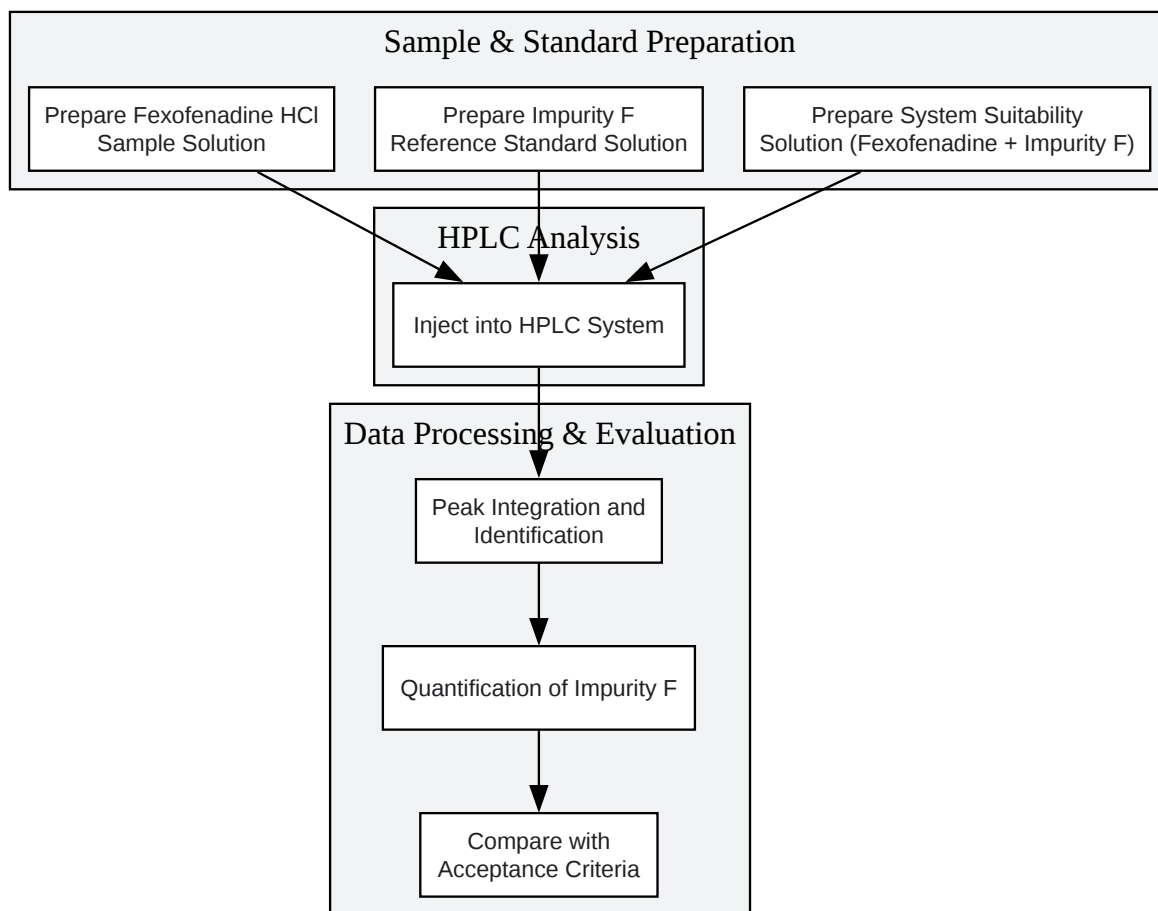 Sample & Standard Preparation
Prepare Fexofenadine HCl
Sample Solution
Prepare Impurity F
Reference Standard Solution
Prepare System Suitability
Solution (Fexofenadine + Impurity F)
HPLC Analysis
Inject into HPLC System
Data Processing & Evaluation
Peak Integration and
Identification
Quantification of Impurity F
Compare with
Acceptance Criteria